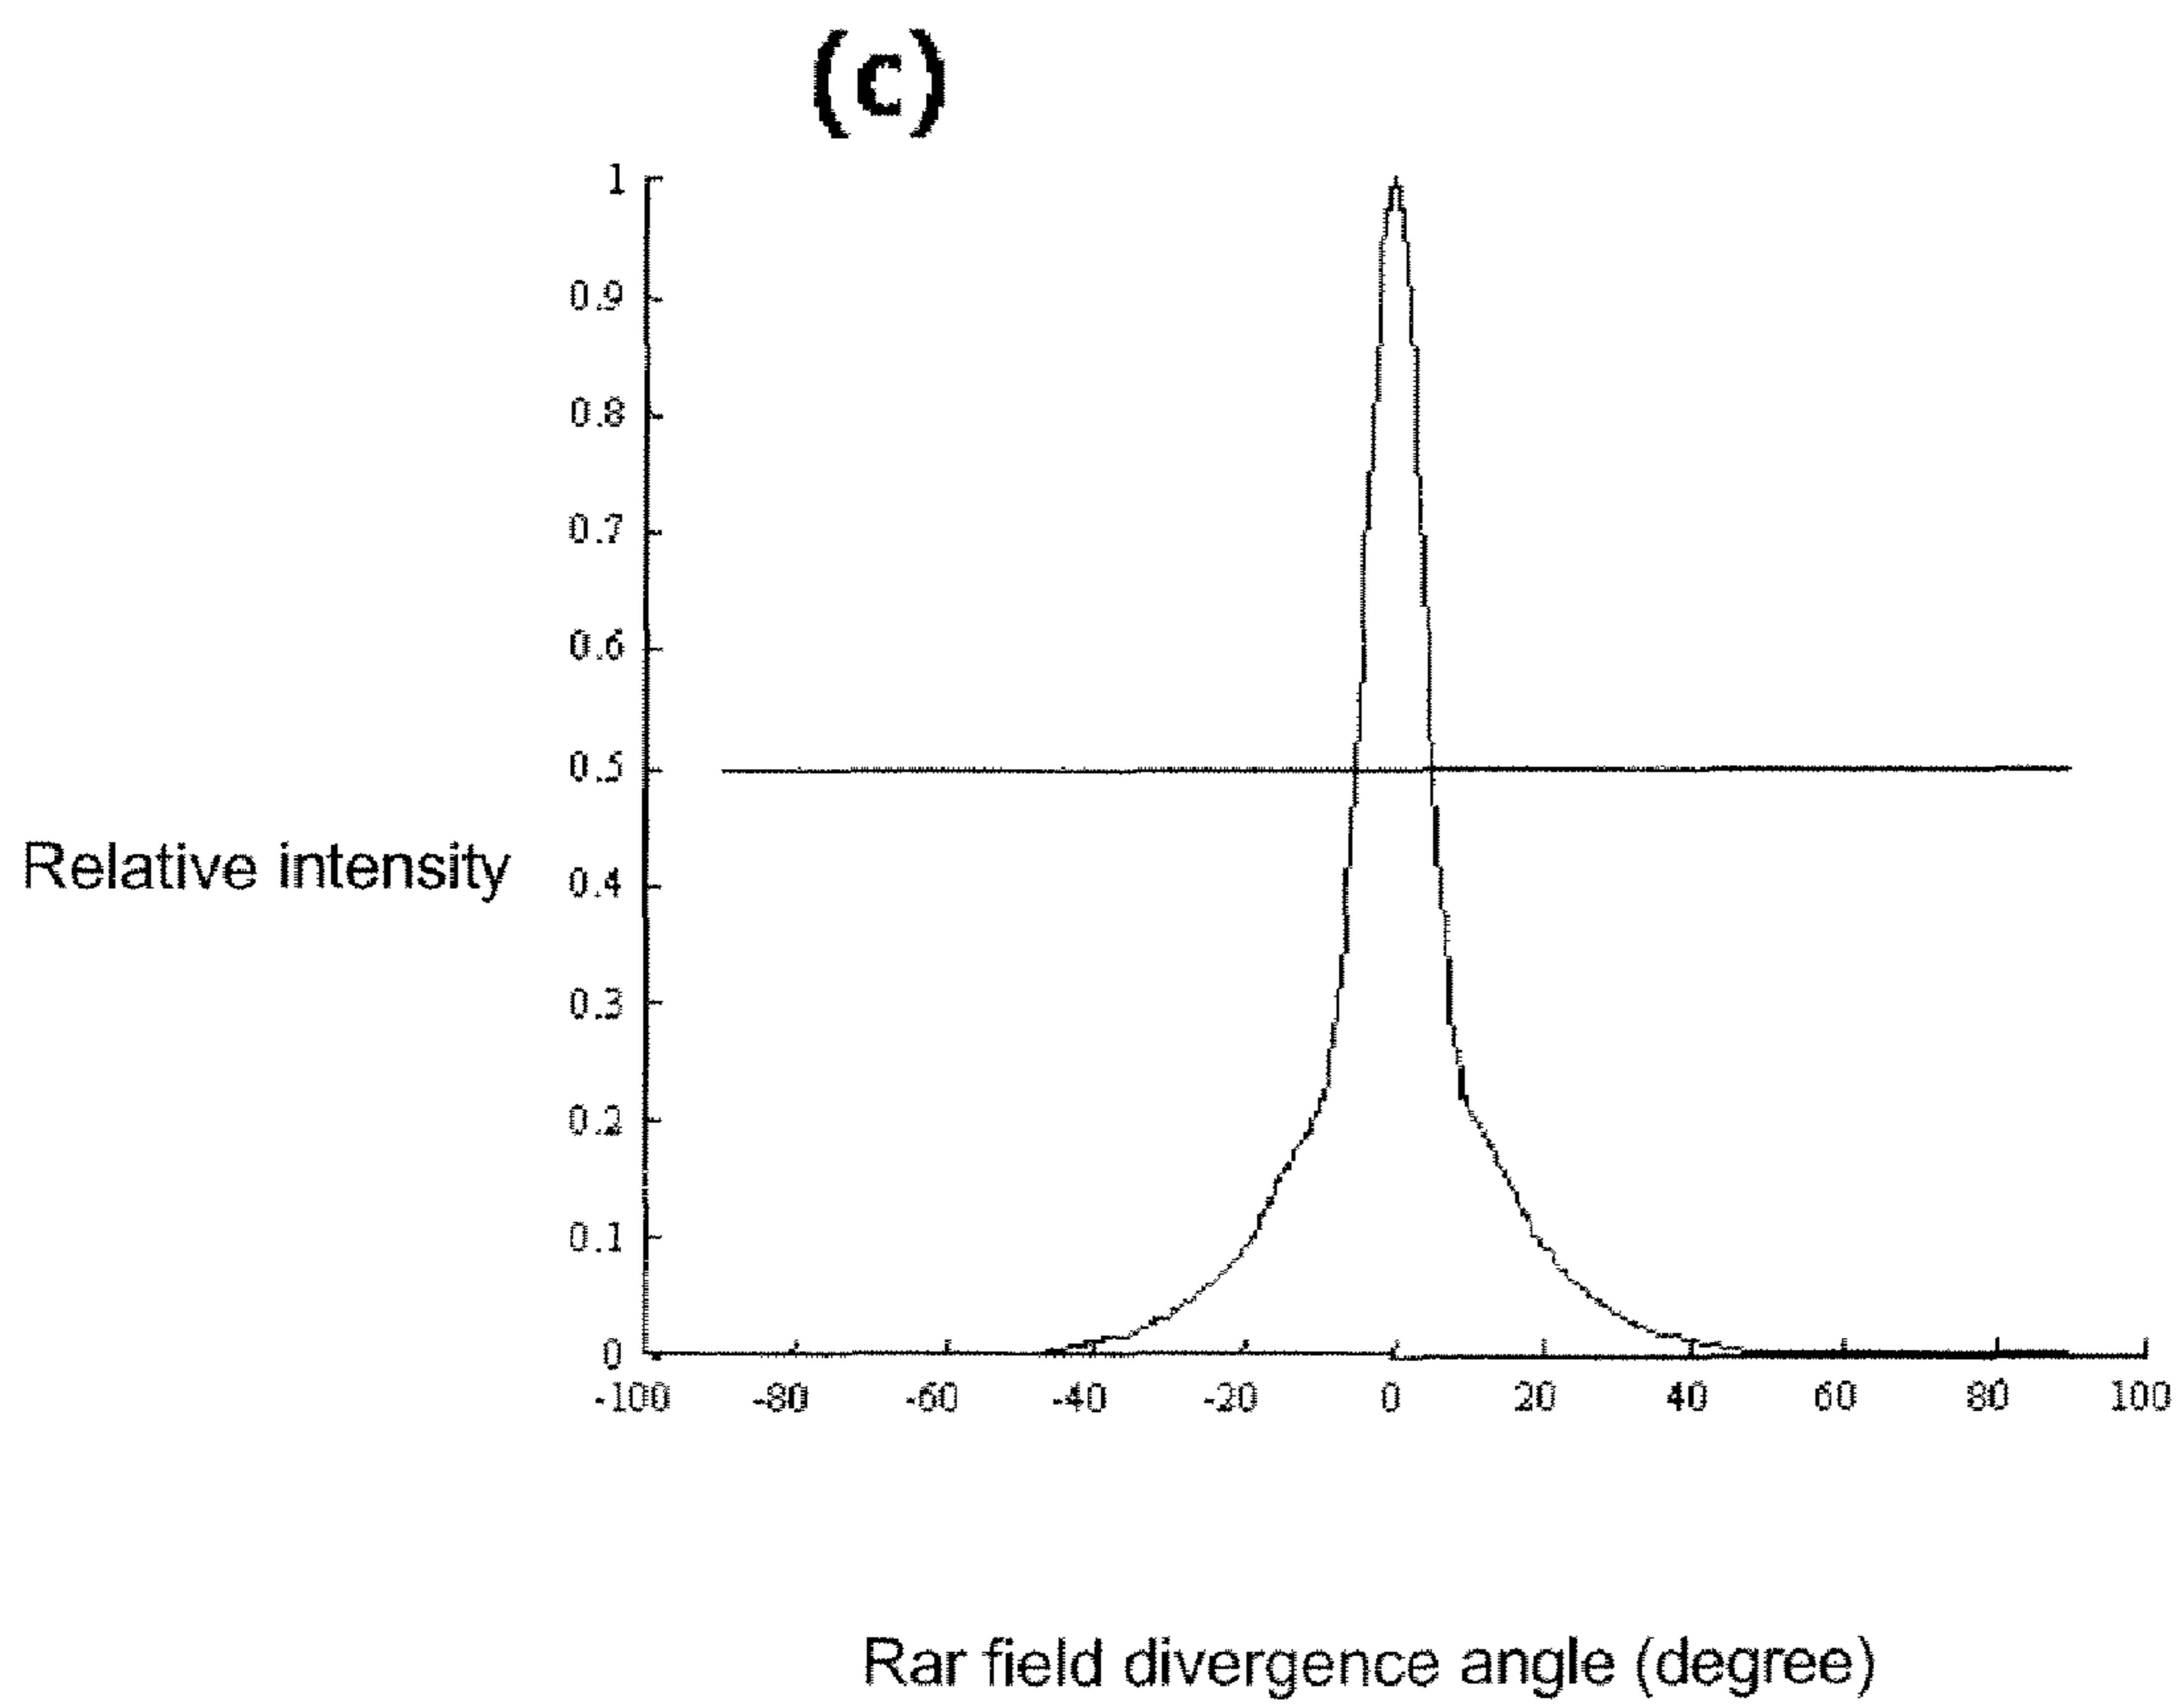 (c)
1
0.9
0.8
0.7
0.6
0.5
Relative intensity
0.4
0.3
0.2
0.1
0
-100 -80 -60 -40 -20 0 20 40 60 80 100
Rar field divergence angle (degree)